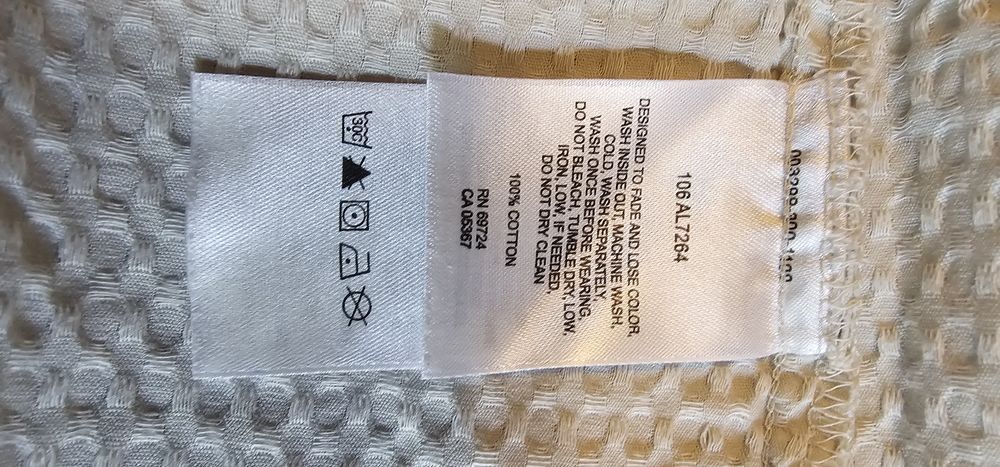 106 AL7264
DESIGNED TO FADE AND LOSE COLOR,
WASH INSIDE OUT, MACHINE WASH,
COLD, WASH SEPARATELY,
WASH ONCE BEFORE WEARING,
DO NOT BLEACH, TUMBLE DRY, LOW,
IRON, LOW, IF NEEDED,
DO NOT DRY CLEAN
100% COTTON
RN 69724
CA 05367
30C